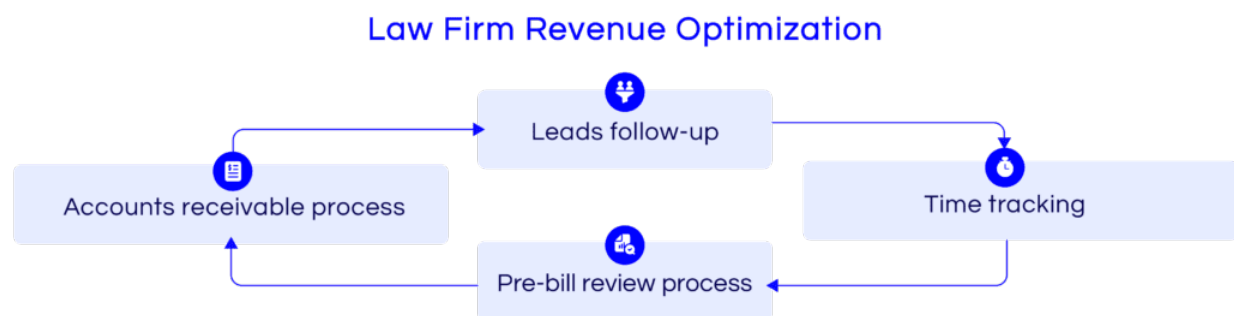 Law Firm Revenue Optimization
Leads follow-up
Accounts receivable process
Time tracking
Pre-bill review process